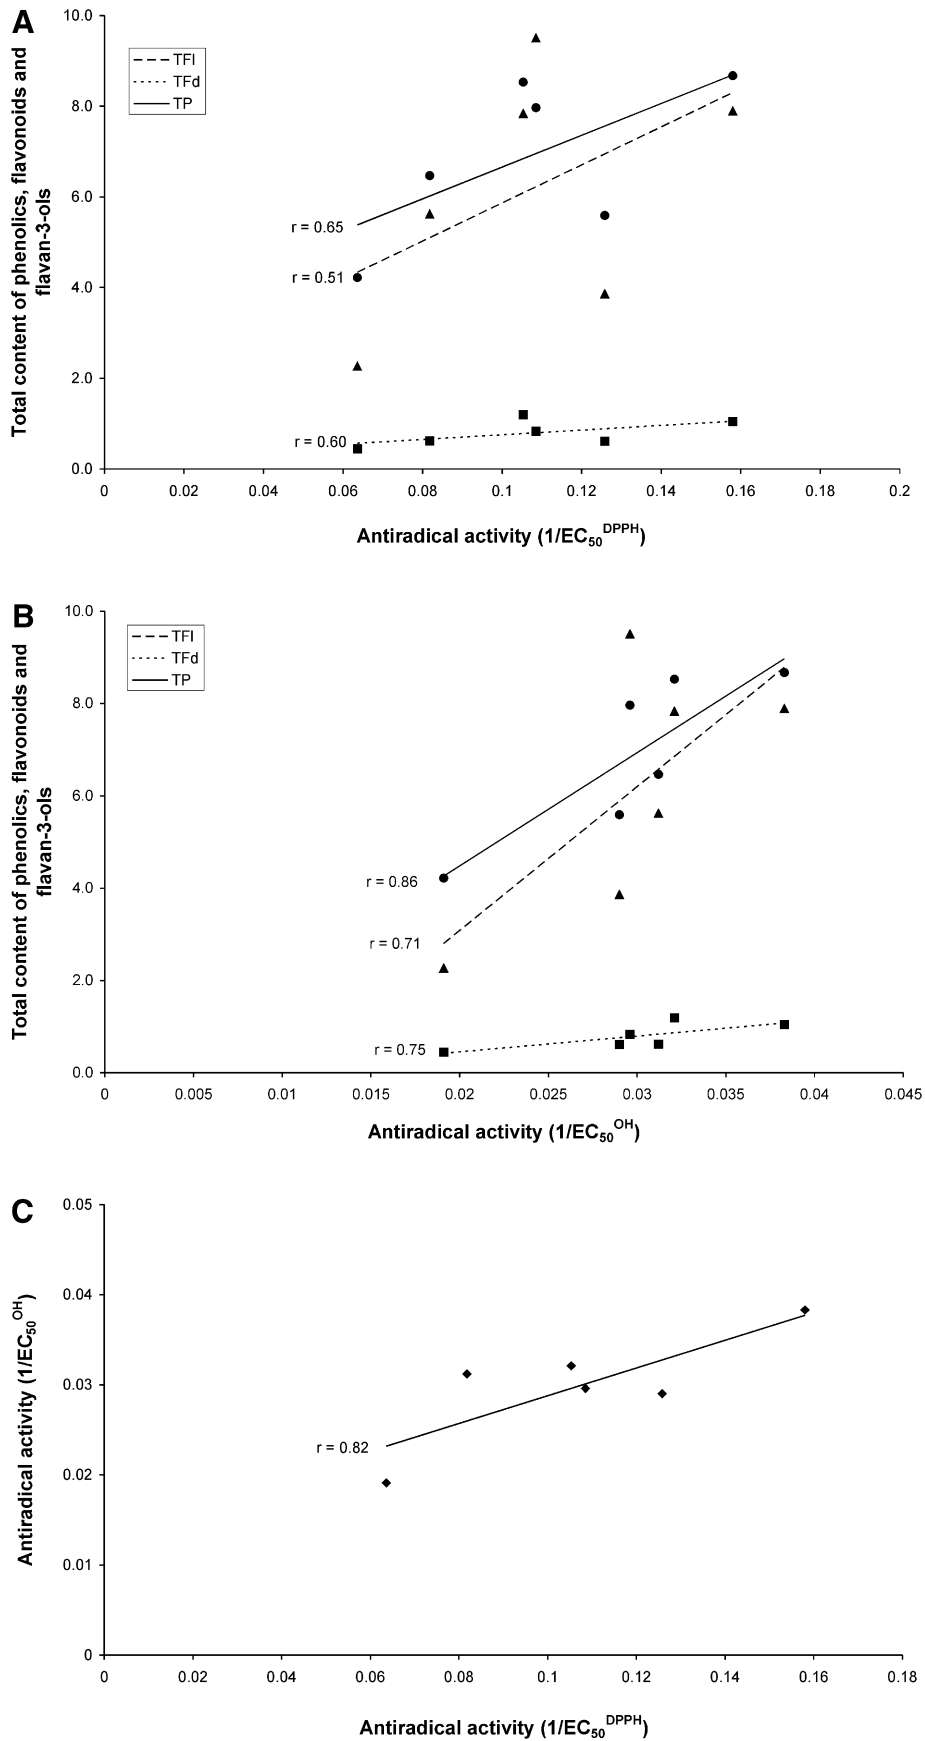 A
10.0
8.0
6.0
4.0
2.0
0.0
Total content of phenolics, flavonoids and
flavan-3-ols
TFl
TFd
TP
r = 0.65
r = 0.51
r = 0.60
0 0.02 0.04 0.06 0.08 0.1 0.12 0.14 0.16 0.18 0.2
Antiradical activity (1/EC50DPPH)
B
10.0
8.0
6.0
4.0
2.0
0.0
Total content of phenolics, flavonoids and
flavan-3-ols
TFl
TFd
TP
r = 0.86
r = 0.71
r = 0.75
0 0.005 0.01 0.015 0.02 0.025 0.03 0.035 0.04 0.045
Antiradical activity (1/EC50OH)
C
0.05
0.04
0.03
0.02
0.01
0
Antiradical activity (1/EC50OH)
r = 0.82
0 0.02 0.04 0.06 0.08 0.1 0.12 0.14 0.16 0.18
Antiradical activity (1/EC50DPPH)